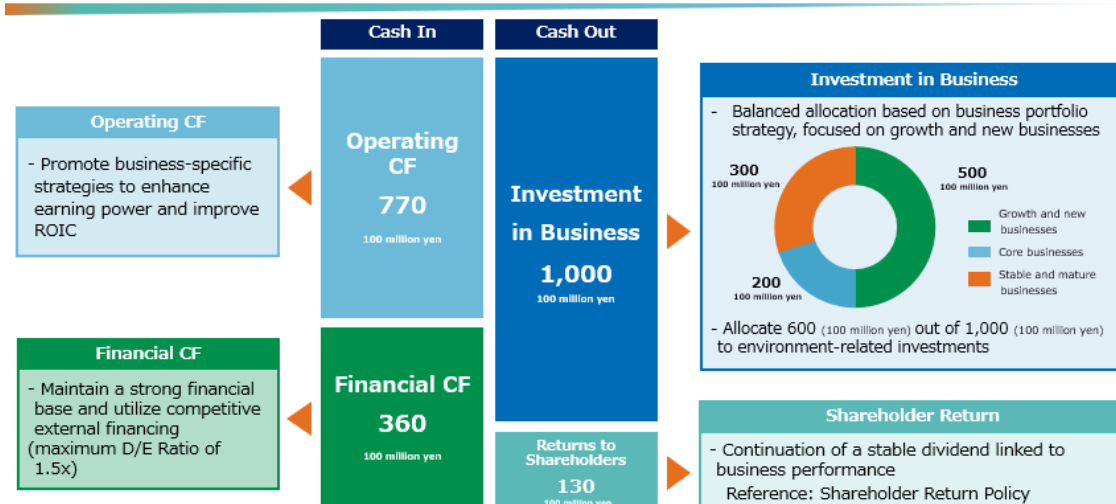 Cash In
Cash Out
Operating CF
- Promote business-specific
strategies to enhance
earning power and improve
ROIC
Operating
CF
770
100 million yen
Investment
in Business
1,000
100 million yen
Investment in Business
- Balanced allocation based on business portfolio
strategy, focused on growth and new businesses
300
100 million yen
500
100 million yen
200
100 million yen
Growth and new
businesses
Core businesses
Stable and mature
businesses
- Allocate 600 (100 million yen) out of 1,000 (100 million yen)
to environment-related investments
Financial CF
- Maintain a strong financial
base and utilize competitive
external financing
(maximum D/E Ratio of
1.5x)
Financial CF
360
100 million yen
Returns to
Shareholders
130
100 million yen
Shareholder Return
- Continuation of a stable dividend linked to
business performance
Reference: Shareholder Return Policy